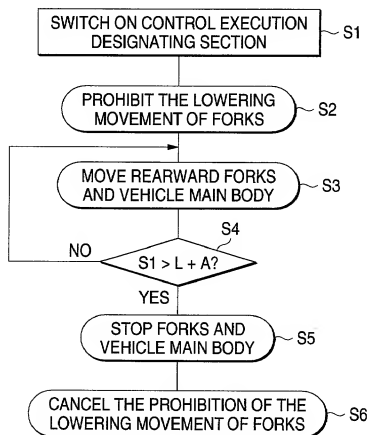 SWITCH ON CONTROL EXECUTION
DESIGNATING SECTION
S1
PROHIBIT THE LOWERING
MOVEMENT OF FORKS
S2
MOVE REARWARD FORKS
AND VEHICLE MAIN BODY
S3
S4
NO
S1 > L + A?
YES
STOP FORKS AND
VEHICLE MAIN BODY
S5
CANCEL THE PROHIBITION OF THE
LOWERING MOVEMENT OF FORKS
S6